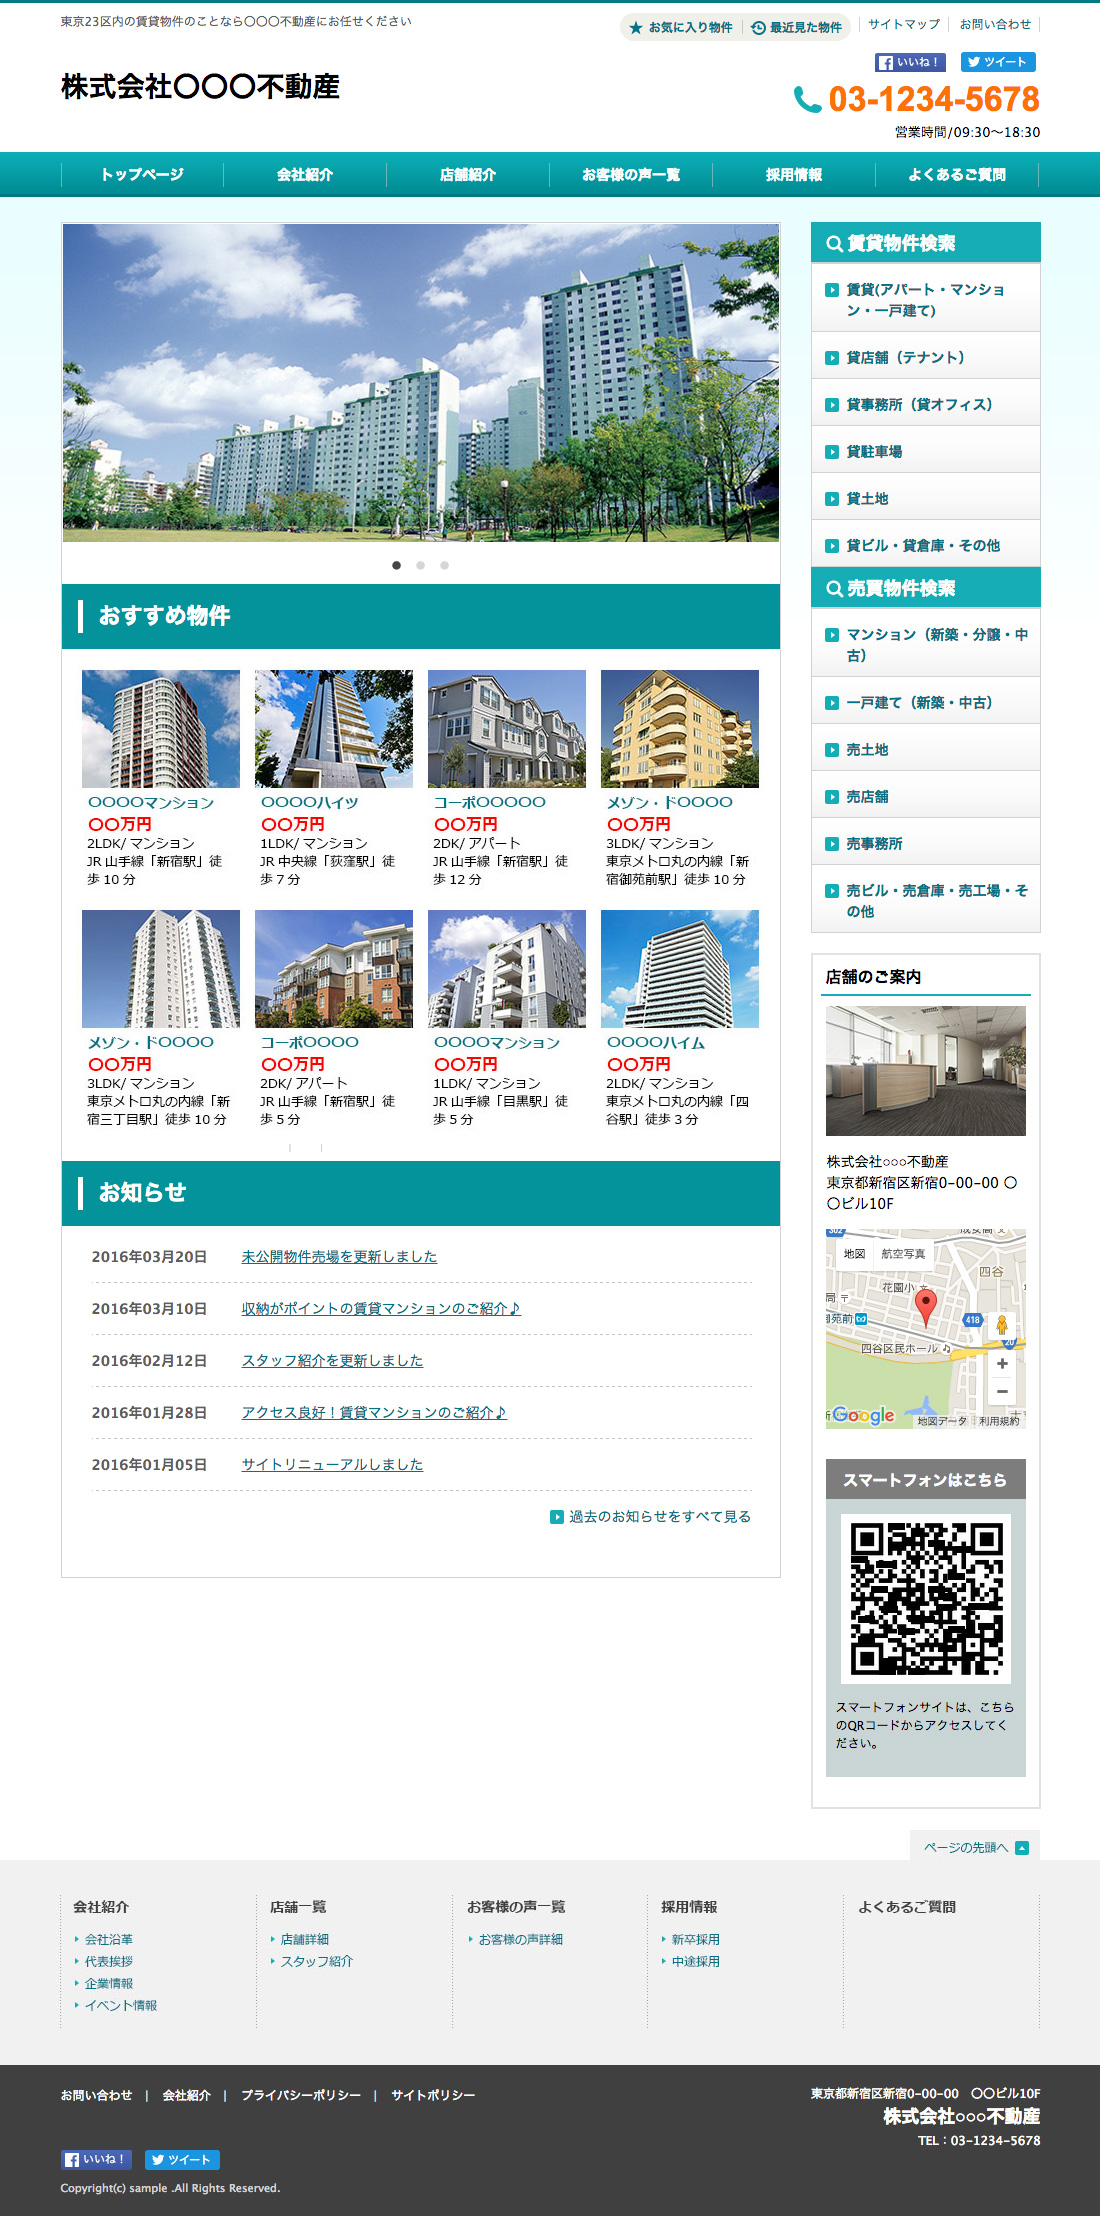 東京23区内の賃貸物件のことなら〇〇〇不動産にお任せください
お気に入り物件
最近見た物件
サイトマップ
お問い合わせ
いいね！
ツイート
株式会社〇〇〇不動産
03-1234-5678
営業時間/09:30〜18:30
トップページ
会社紹介
店舗紹介
お客様の声一覧
採用情報
よくあるご質問
賃貸物件検索
賃貸(アパート・マンショ
ン・一戸建て)
貸店舗（テナント）
貸事務所（貸オフィス）
貸駐車場
貸土地
貸ビル・貸倉庫・その他
売買物件検索
マンション（新築・分譲・中
古）
一戸建て（新築・中古）
売土地
売店舗
売事務所
売ビル・売倉庫・売工場・そ
の他
おすすめ物件
〇〇〇〇マンション
〇〇万円
2LDK/ マンション
JR 山手線「新宿駅」徒
歩 10 分
〇〇〇〇ハイツ
〇〇万円
1LDK/ マンション
JR 中央線「荻窪駅」徒
歩 7 分
コーポ〇〇〇〇〇
〇〇万円
2DK/ アパート
JR 山手線「新宿駅」徒
歩 12 分
メゾン・ド〇〇〇〇
〇〇万円
3LDK/ マンション
東京メトロ丸の内線「新
宿御苑前駅」徒歩 10 分
メゾン・ド〇〇〇〇
〇〇万円
3LDK/ マンション
東京メトロ丸の内線「新
宿三丁目駅」徒歩 10 分
コーポ〇〇〇〇
〇〇万円
2DK/ アパート
JR 山手線「新宿駅」徒
歩 5 分
〇〇〇〇マンション
〇〇万円
1LDK/ マンション
JR 山手線「目黒駅」徒
歩 5 分
〇〇〇〇ハイム
〇〇万円
2LDK/ マンション
東京メトロ丸の内線「四
谷駅」徒歩 3 分
お知らせ
2016年03月20日 未公開物件売場を更新しました
2016年03月10日 収納がポイントの賃貸マンションのご紹介♪
2016年02月12日 スタッフ紹介を更新しました
2016年01月28日 アクセス良好！賃貸マンションのご紹介♪
2016年01月05日 サイトリニューアルしました
過去のお知らせをすべて見る
店舗のご案内
株式会社○○○不動産
東京都新宿区新宿0-00-00 〇
〇ビル10F
302
地図
航空写真
四谷
花園小
御苑前
418
20
四谷区民ホール
Google
地図データ
利用規約
スマートフォンはこちら
スマートフォンサイトは、こちら
のQRコードからアクセスしてく
ださい。
ページの先頭へ
会社紹介
会社沿革
代表挨拶
企業情報
イベント情報
店舗一覧
店舗詳細
スタッフ紹介
お客様の声一覧
お客様の声詳細
採用情報
新卒採用
中途採用
よくあるご質問
お問い合わせ | 会社紹介 | プライバシーポリシー | サイトポリシー
東京都新宿区新宿0-00-00　〇〇ビル10F
株式会社○○○不動産
TEL：03-1234-5678
いいね！
ツイート
Copyright(c) sample .All Rights Reserved.